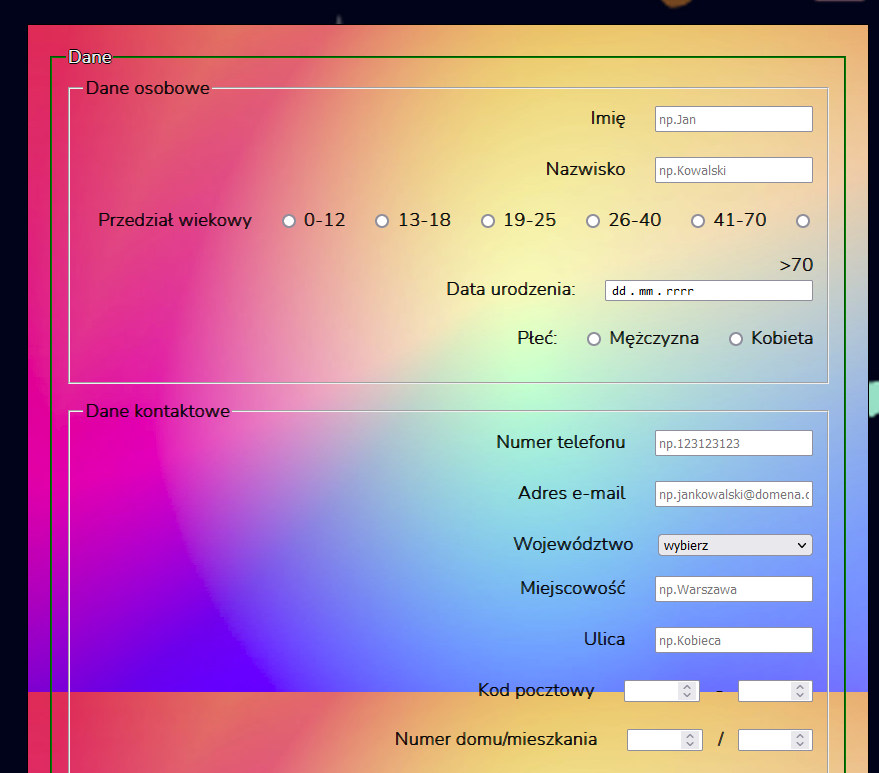 Dane
Dane osobowe
Imię np.Jan
Nazwisko np.Kowalski
Przedział wiekowy 0-12 13-18 19-25 26-40 41-70
>70
Data urodzenia: dd . mm . rrrr
Płeć: Mężczyzna Kobieta
Dane kontaktowe
Numer telefonu np.123123123
Adres e-mail np.jankowalski@domena.c
Województwo wybierz
Miejscowość np.Warszawa
Ulica np.Kobieca
Kod pocztowy -
Numer domu/mieszkania /